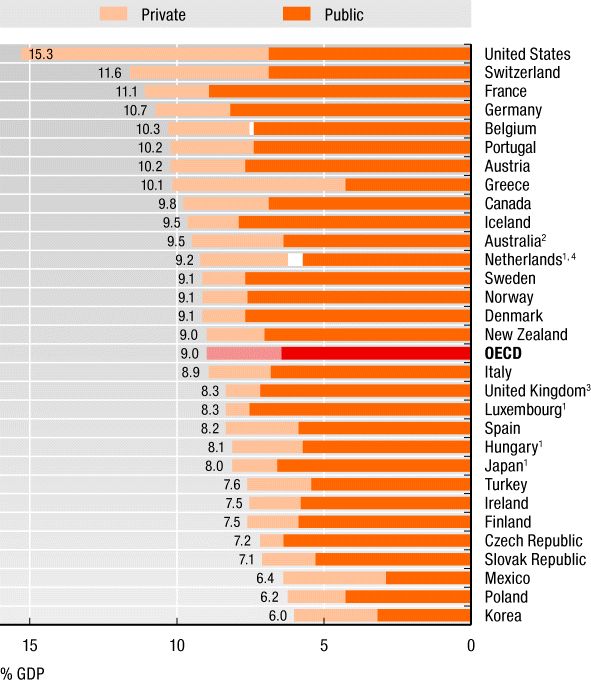 Private Public
15.3 United States
11.6 Switzerland
11.1 France
10.7 Germany
10.3 Belgium
10.2 Portugal
10.2 Austria
10.1 Greece
9.8 Canada
9.5 Iceland
9.5 Australia²
9.2 Netherlands¹˒⁴
9.1 Sweden
9.1 Norway
9.1 Denmark
9.0 New Zealand
9.0 OECD
8.9 Italy
8.3 United Kingdom³
8.3 Luxembourg¹
8.2 Spain
8.1 Hungary¹
8.0 Japan¹
7.6 Turkey
7.5 Ireland
7.5 Finland
7.2 Czech Republic
7.1 Slovak Republic
6.4 Mexico
6.2 Poland
6.0 Korea
15 10 5 0
% GDP